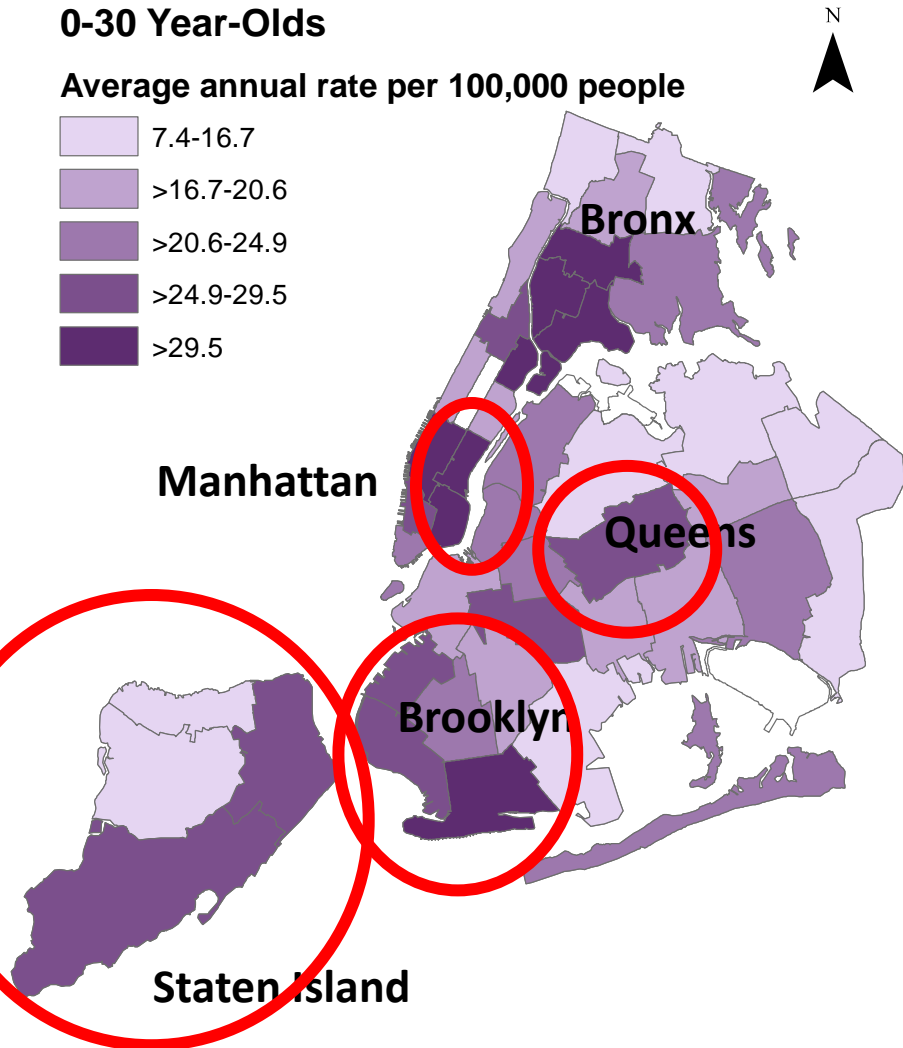 0-30 Year-Olds
N
Average annual rate per 100,000 people
7.4-16.7
>16.7-20.6
>20.6-24.9
>24.9-29.5
>29.5
Bronx
Manhattan
Queens
Brooklyn
Staten Island